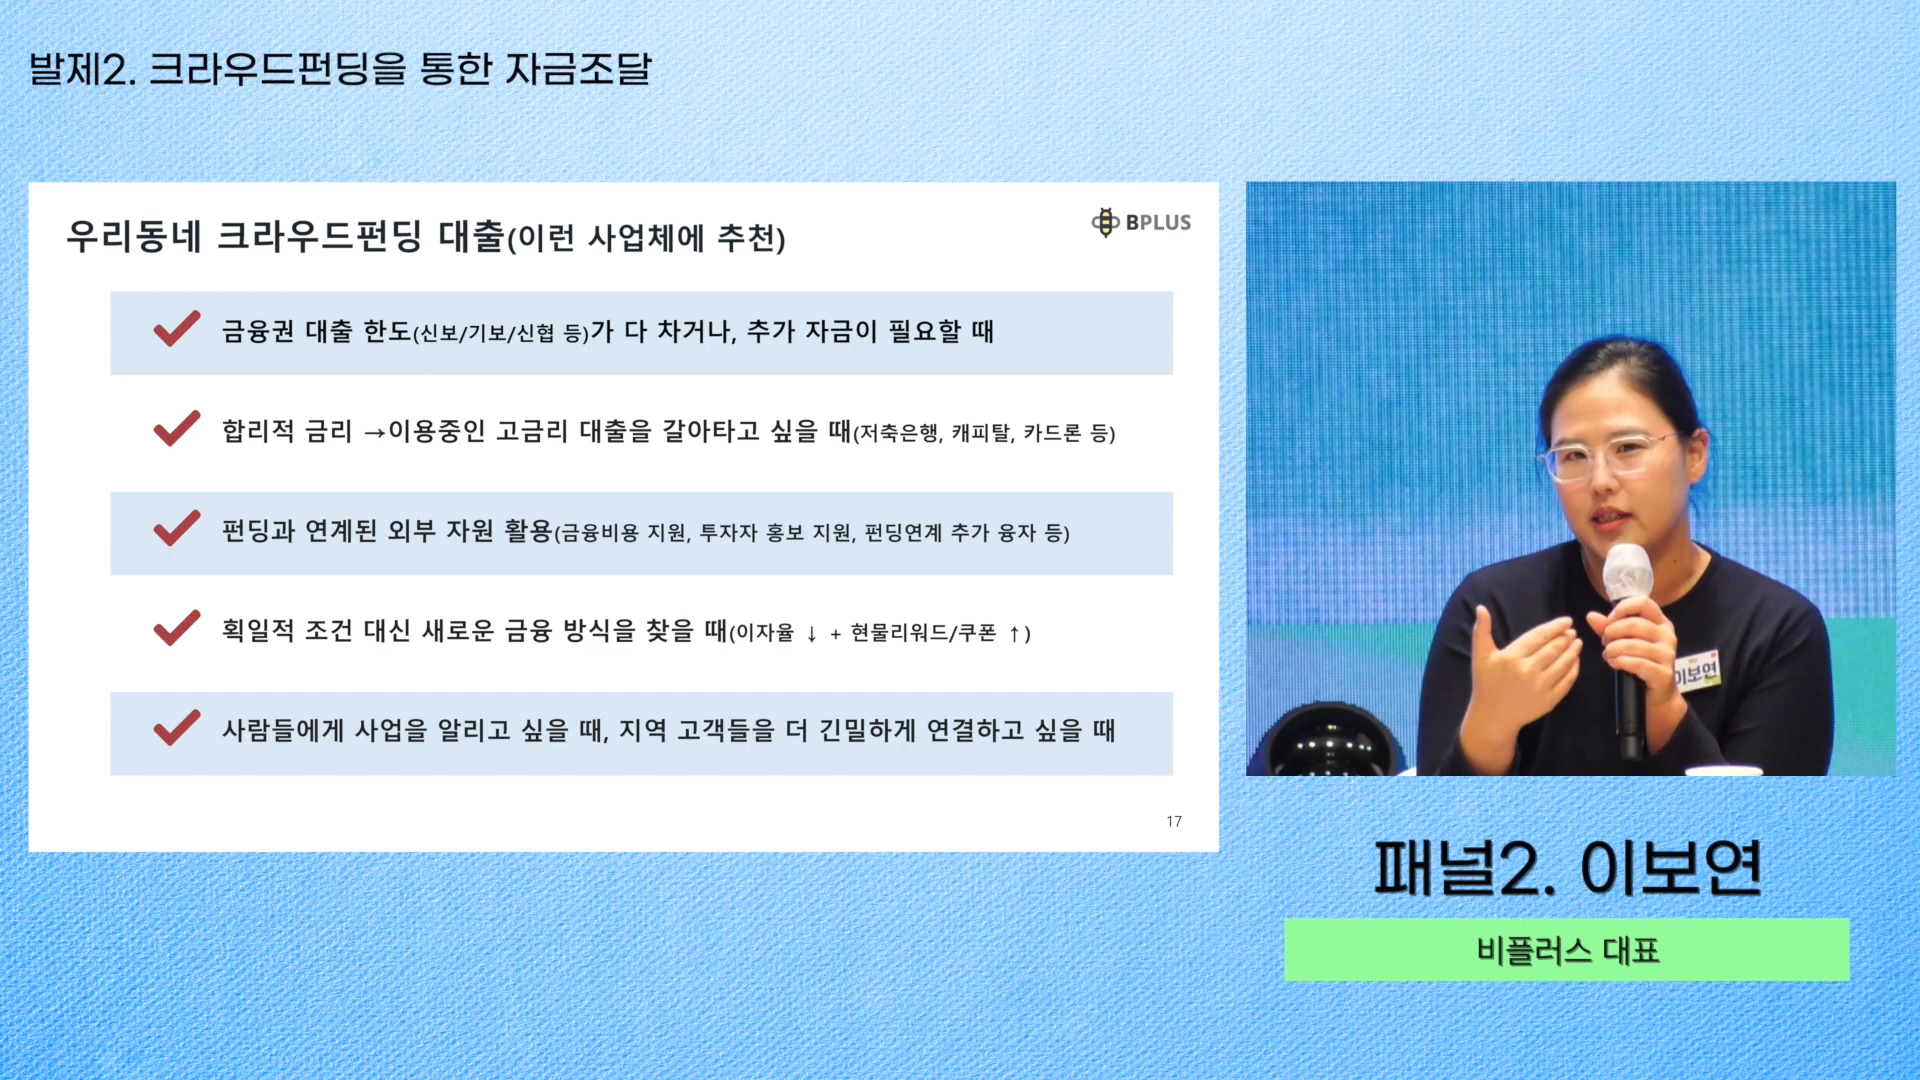 발제2. 크라우드펀딩을 통한 자금조달
우리동네 크라우드펀딩 대출(이런 사업체에 추천)
BPLUS
금융권 대출 한도(신보/기보/신협 등)가 다 차거나, 추가 자금이 필요할 때
합리적 금리 →이용중인 고금리 대출을 갈아타고 싶을 때(저축은행, 캐피탈, 카드론 등)
펀딩과 연계된 외부 자원 활용(금융비용 지원, 투자자 홍보 지원, 펀딩연계 추가 융자 등)
획일적 조건 대신 새로운 금융 방식을 찾을 때(이자율 ↓ + 현물리워드/쿠폰 ↑)
사람들에게 사업을 알리고 싶을 때, 지역 고객들을 더 긴밀하게 연결하고 싶을 때
17
이보연
패널2. 이보연
비플러스 대표